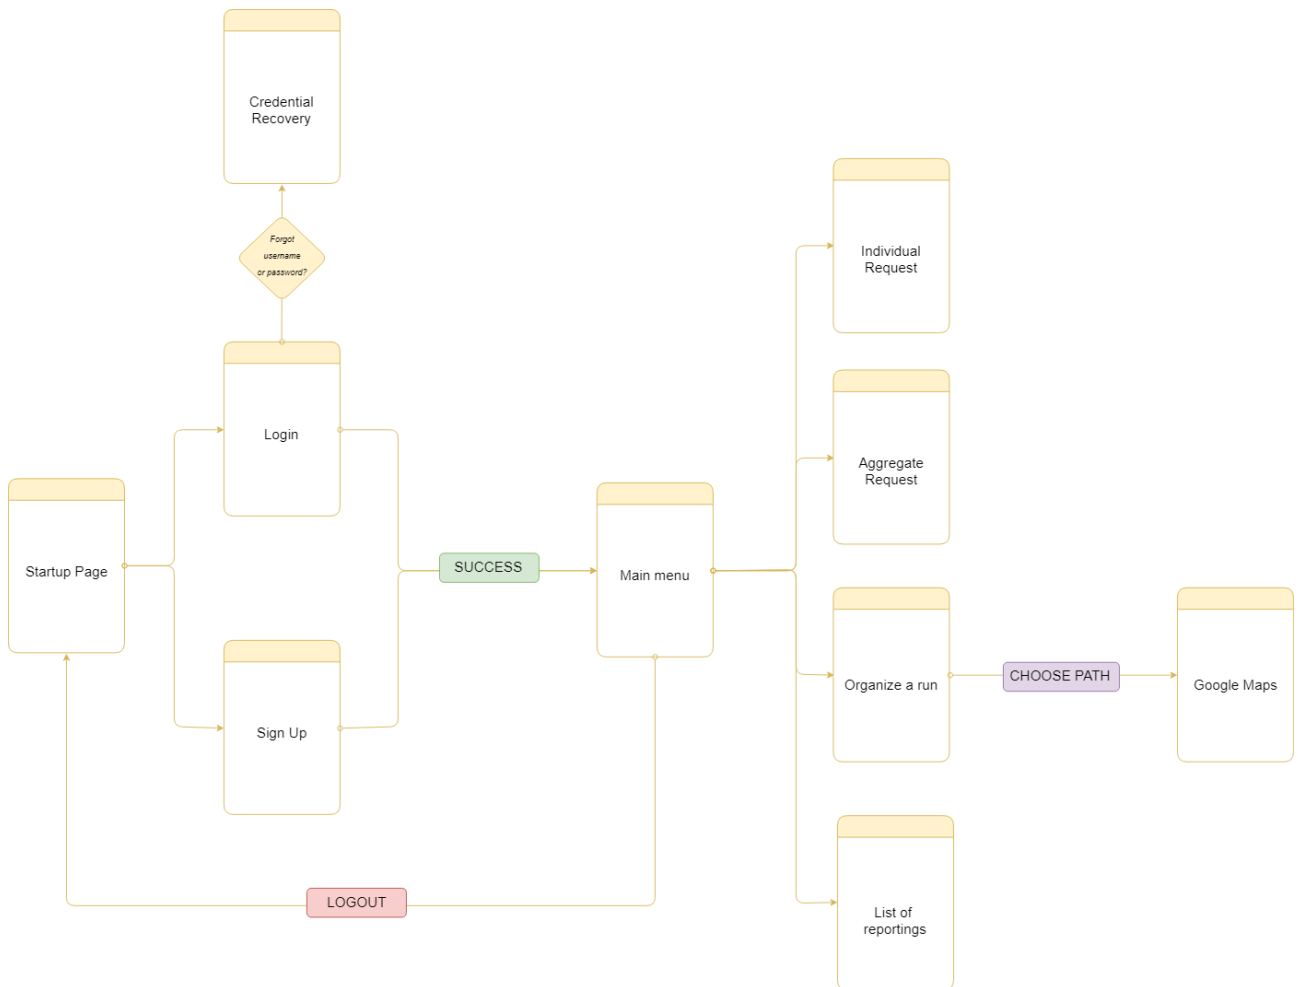 Credential
Recovery
Forgot
username
or password?
Login
Startup Page
Sign Up
SUCCESS
LOGOUT
Main menu
Individual
Request
Aggregate
Request
Organize a run
CHOOSE PATH
Google Maps
List of
reportings